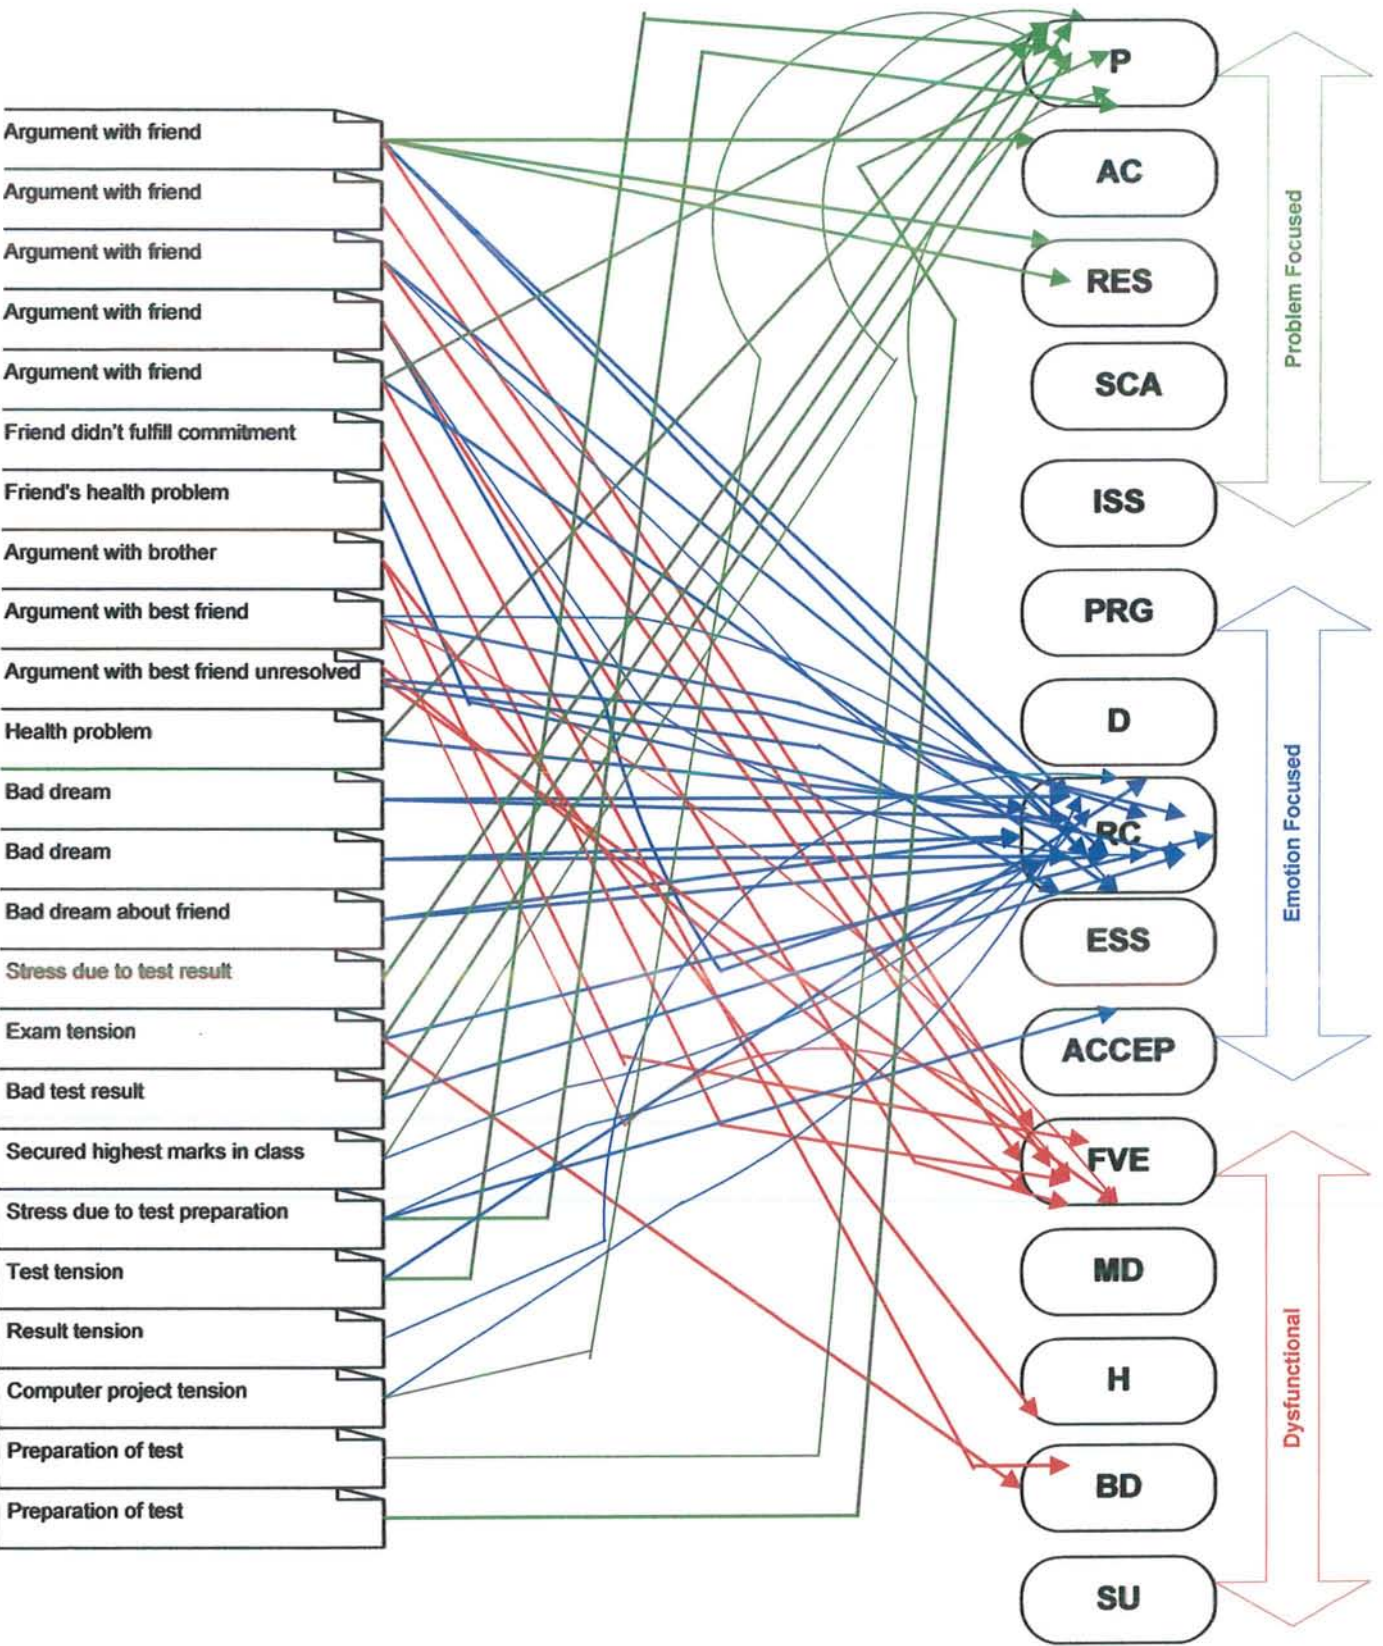 Argument with friend
Argument with friend
Argument with friend
Argument with friend
Argument with friend
Friend didn't fulfill commitment
Friend's health problem
Argument with brother
Argument with best friend
Argument with best friend unresolved
Health problem
Bad dream
Bad dream
Bad dream about friend
Stress due to test result
Exam tension
Bad test result
Secured highest marks in class
Stress due to test preparation
Test tension
Result tension
Computer project tension
Preparation of test
Preparation of test
P
AC
RES
SCA
ISS
PRG
D
RC
ESS
ACCEP
FVE
MD
H
BD
SU
Problem Focused
Emotion Focused
Dysfunctional